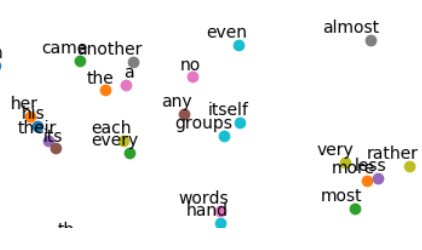 almost
even
came
another
no
the
a
her
his
any
itself
their
each
groups
its
every
very
rather
less
more
most
words
hand
th